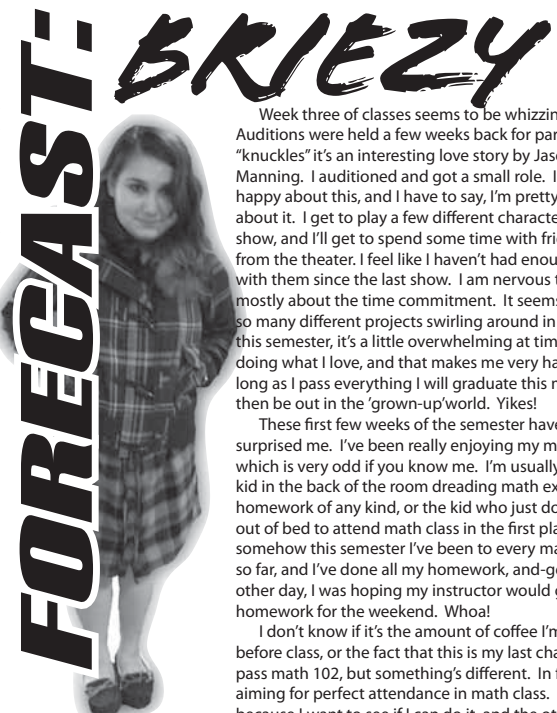 FORECAST:
BRIEZY
Week three of classes seems to be whizzin
Auditions were held a few weeks back for par
“knuckles” it’s an interesting love story by Jas
Manning. I auditioned and got a small role. I
happy about this, and I have to say, I’m pretty
about it. I get to play a few different characte
show, and I’ll get to spend some time with frie
from the theater. I feel like I haven’t had enou
with them since the last show. I am nervous t
mostly about the time commitment. It seems
so many different projects swirling around in
this semester, it’s a little overwhelming at tim
doing what I love, and that makes me very ha
long as I pass everything I will graduate this m
then be out in the ’grown-up’world. Yikes!
These first few weeks of the semester have
surprised me. I’ve been really enjoying my m
which is very odd if you know me. I’m usually
kid in the back of the room dreading math ex
homework of any kind, or the kid who just do
out of bed to attend math class in the first pla
somehow this semester I’ve been to every ma
so far, and I’ve done all my homework, and-ge
other day, I was hoping my instructor would g
homework for the weekend. Whoa!
I don’t know if it’s the amount of coffee I’m
before class, or the fact that this is my last cha
pass math 102, but something’s different. In f
aiming for perfect attendance in math class.